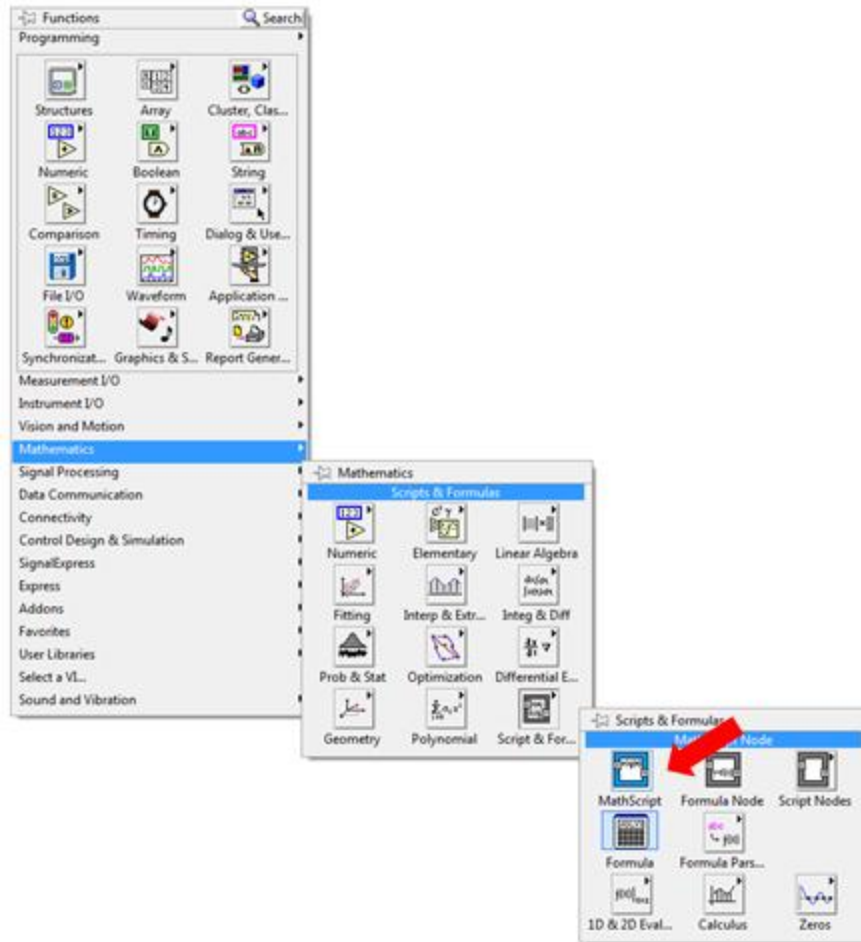 Functions Search
Programming
Structures Array Cluster, Clas...
Numeric Boolean String
Comparison Timing Dialog & Use...
File I/O Waveform Application ...
Synchronizat... Graphics & S... Report Gener...
Measurement I/O
Instrument I/O
Vision and Motion
Mathematics
Signal Processing
Data Communication
Connectivity
Control Design & Simulation
SignalExpress
Express
Addons
Favorites
User Libraries
Select a VI...
Sound and Vibration
Mathematics
Scripts & Formulas
Numeric Elementary Linear Algebra
Fitting Interp & Extr... Integ & Diff
Prob & Stat Optimization Differential E...
Geometry Polynomial Script & For...
Scripts & Formulas
Node
MathScript Formula Node Script Nodes
Formula Formula Pars...
1D & 2D Eval... Calculus Zeros